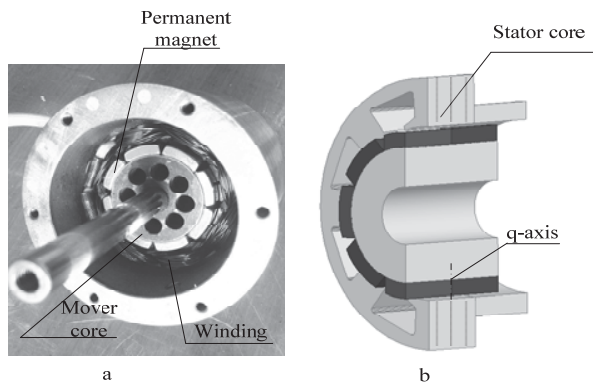 Permanent
magnet
Stator core
q-axis
Mover
core
Winding
a
b